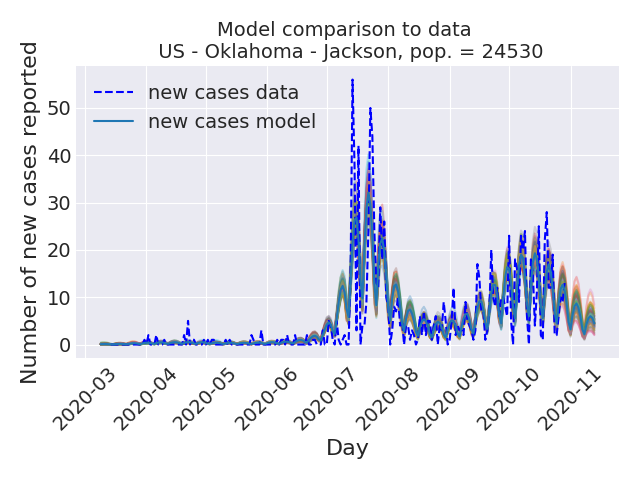 Model comparison to data
US - Oklahoma - Jackson, pop. = 24530
Number of new cases reported
50
40
30
20
10
0
new cases data
new cases model
2020-03
2020-04
2020-05
2020-06
2020-07
2020-08
2020-09
2020-10
2020-11
Day